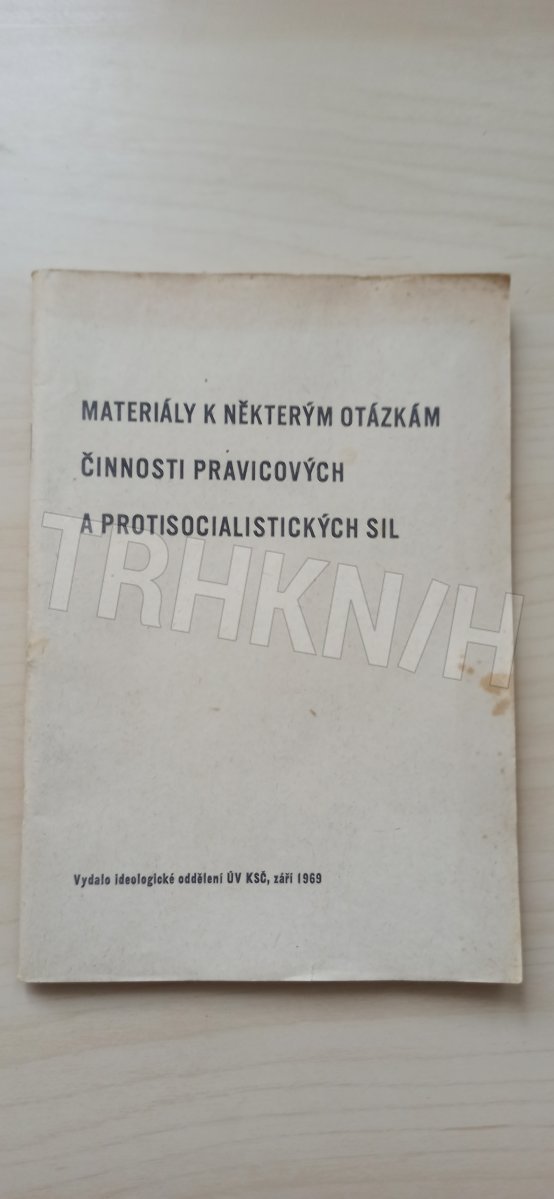 MATERIÁLY K NĚKTERÝM OTÁZKÁM
ČINNOSTI PRAVICOVÝCH
A PROTISOCIALISTICKÝCH SIL
TRHKNIH
Vydalo ideologické oddělení ÚV KSČ, září 1969